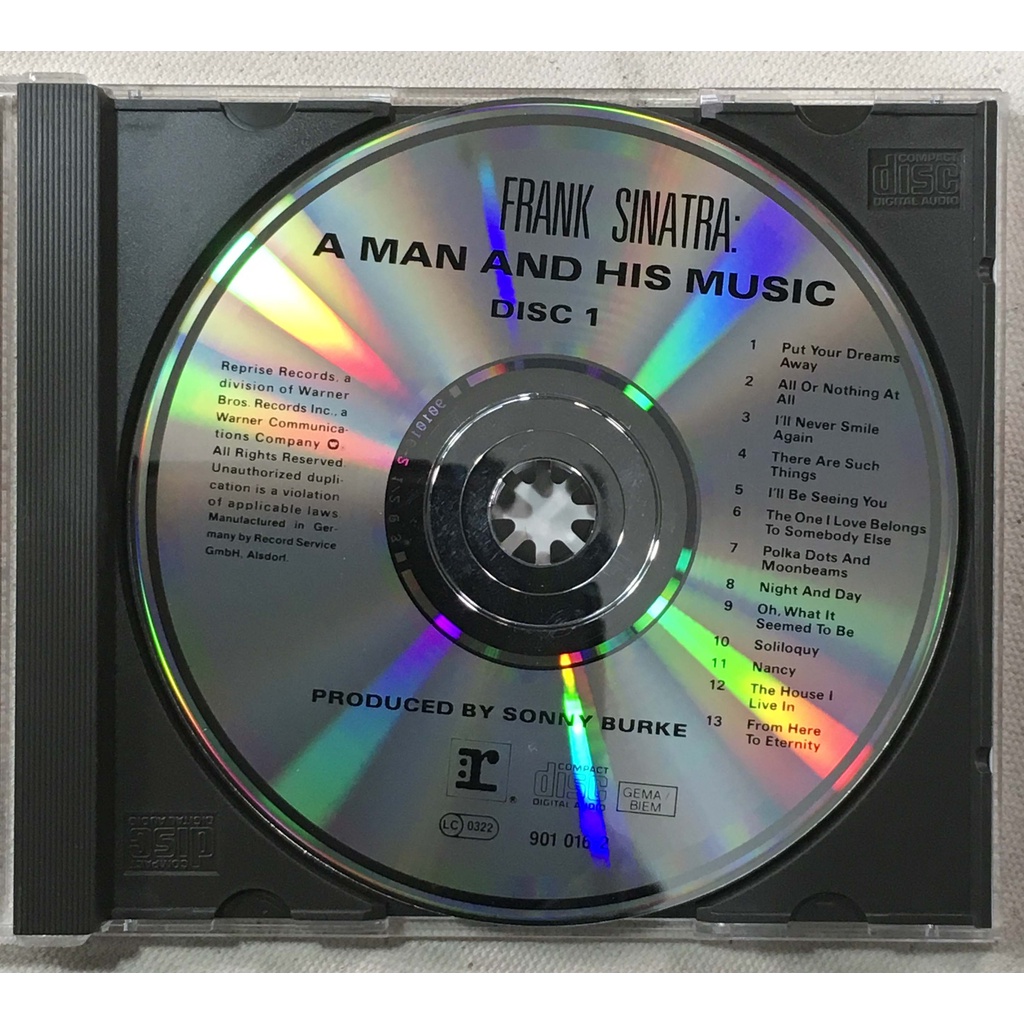 COMPACT
disc
DIGITAL AUDIO
FRANK SINATRA:
A MAN AND HIS MUSIC
DISC 1
Reprise Records, a
division of Warner
Bros. Records Inc., a
Warner Communica-
tions Company
All Rights Reserved.
Unauthorized dupli-
cation is a violation
of applicable laws
Manufactured in Ger-
many by Record Service
GmbH, Alsdorf.
1 Put Your Dreams
Away
2 All Or Nothing At
All
3 I'll Never Smile
Again
4 There Are Such
Things
5 I'll Be Seeing You
6 The One I Love Belongs
To Somebody Else
7 Polka Dots And
Moonbeams
8 Night And Day
9 Oh, What It
Seemed To Be
10 Soliloquy
11 Nancy
12 The House I
Live In
13 From Here
To Eternity
PRODUCED BY SONNY BURKE
r
®
COMPACT
disc
DIGITAL AUDIO
GEMA/
BIEM
LC 0322
901 016
COMPACT
disc
DIGITAL AUDIO